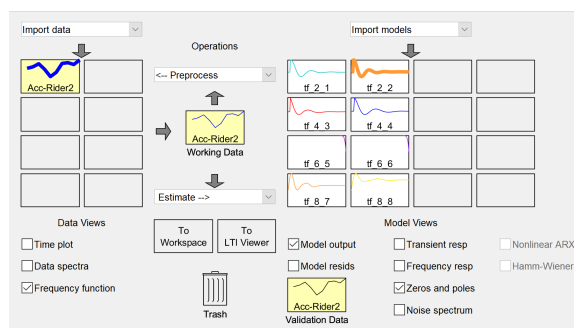 Import data
Import models
Operations
<-- Preprocess
Acc-Rider2
tf_2_1
tf_2_2
tf_4_3
tf_4_4
Acc-Rider2
Working Data
tf_6_5
tf_6_6
Estimate -->
tf_8_7
tf_8_8
Data Views
To Workspace
To LTI Viewer
Model Views
Time plot
Model output
Transient resp
Nonlinear ARX
Data spectra
Model resids
Frequency resp
Hamm-Wiener
Frequency function
Zeros and poles
Acc-Rider2
Noise spectrum
Trash
Validation Data